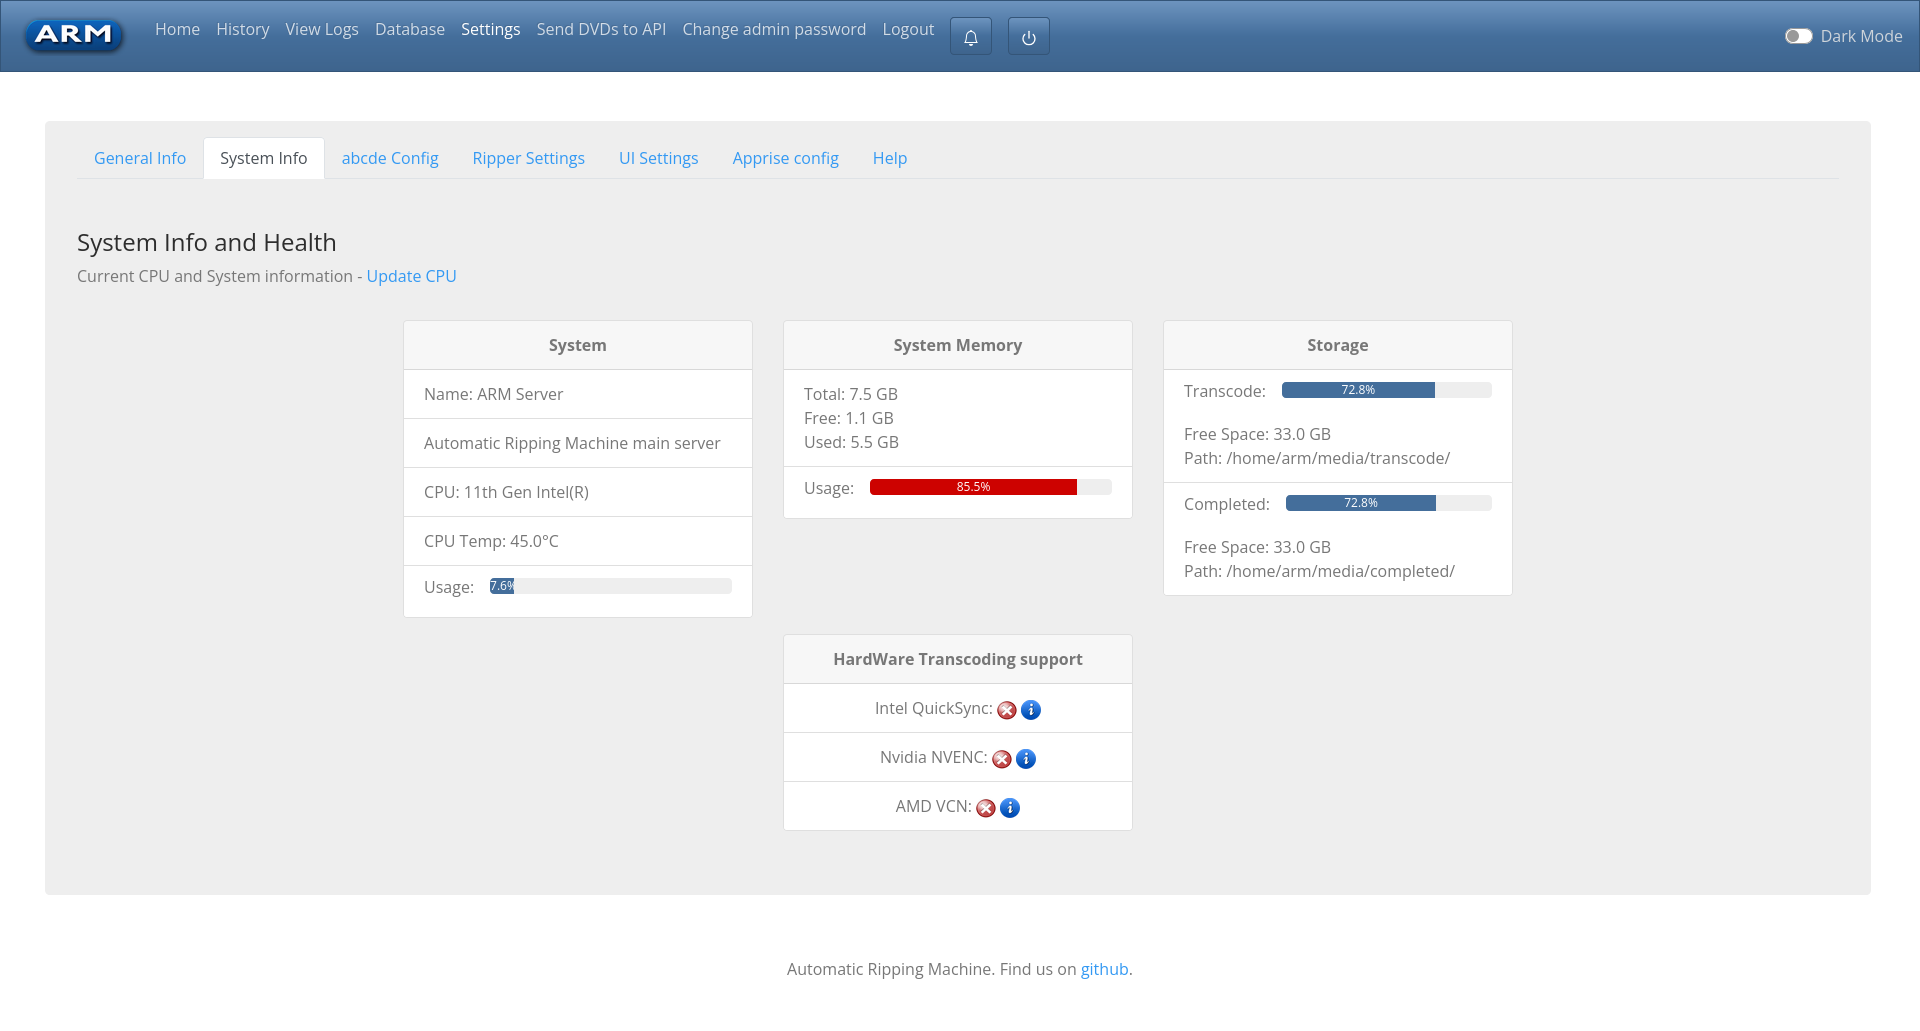 ARM
Home History View Logs Database Settings Send DVDs to API Change admin password Logout
Dark Mode
General Info System Info abcde Config Ripper Settings UI Settings Apprise config Help
System Info and Health
Current CPU and System information - Update CPU
System
Name: ARM Server
Automatic Ripping Machine main server
CPU: 11th Gen Intel(R)
CPU Temp: 45.0°C
Usage: 7.6%
System Memory
Total: 7.5 GB
Free: 1.1 GB
Used: 5.5 GB
Usage: 85.5%
Storage
Transcode: 72.8%
Free Space: 33.0 GB
Path: /home/arm/media/transcode/
Completed: 72.8%
Free Space: 33.0 GB
Path: /home/arm/media/completed/
HardWare Transcoding support
Intel QuickSync:
Nvidia NVENC:
AMD VCN:
Automatic Ripping Machine. Find us on github.